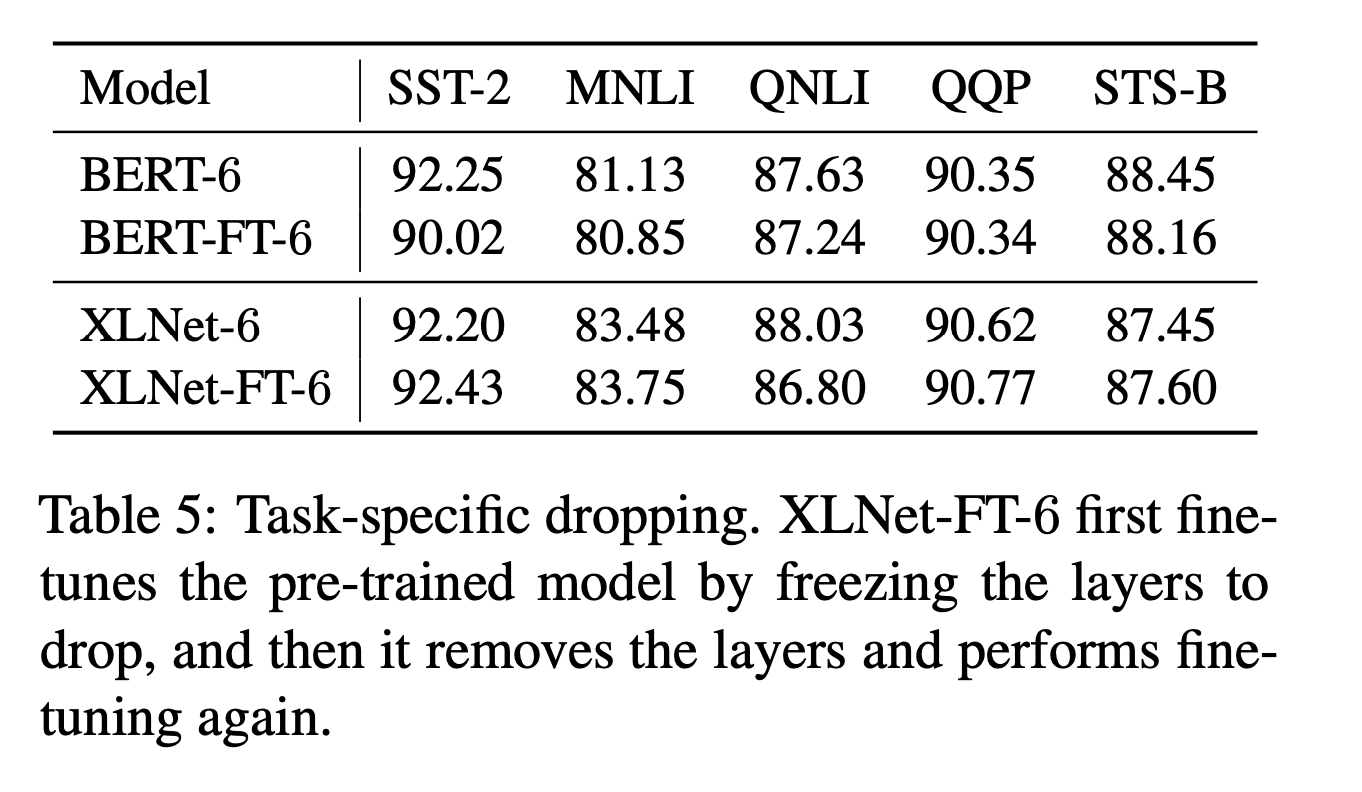 Model SST-2 MNLI QNLI QQP STS-B
BERT-6 92.25 81.13 87.63 90.35 88.45
BERT-FT-6 90.02 80.85 87.24 90.34 88.16
XLNet-6 92.20 83.48 88.03 90.62 87.45
XLNet-FT-6 92.43 83.75 86.80 90.77 87.60
Table 5: Task-specific dropping. XLNet-FT-6 first fine-
tunes the pre-trained model by freezing the layers to
drop, and then it removes the layers and performs fine-
tuning again.